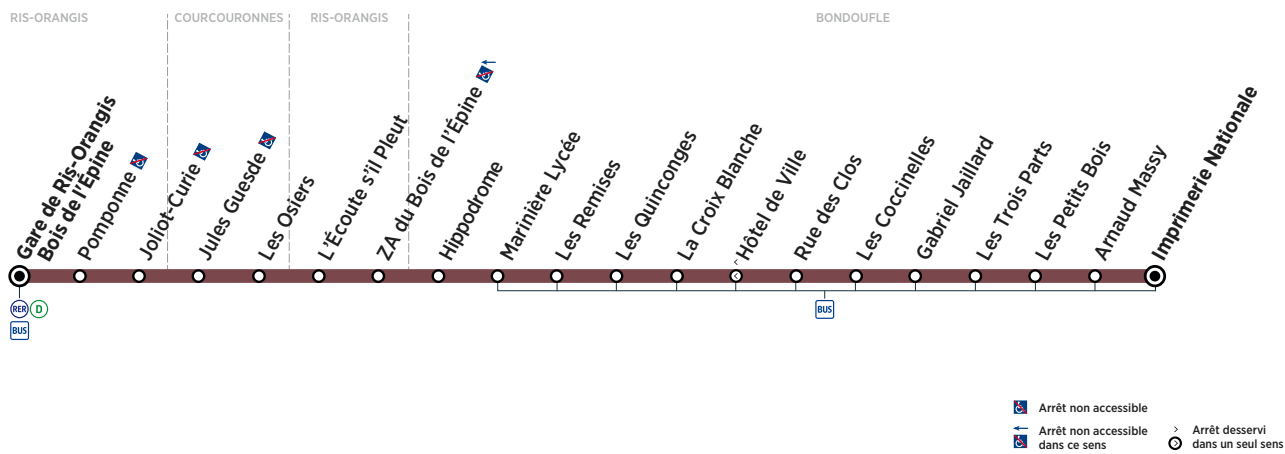 RIS-ORANGIS
COURCOURONNES
RIS-ORANGIS
BONDOUFLE
Gare de Ris-Orangis
Bois de l'Épine
Pomponne
Joliot-Curie
Jules Guesde
Les Osiers
L'Écoute s'il Pleut
ZA du Bois de l'Épine
Hippodrome
Marinière Lycée
Les Remises
Les Quinconges
La Croix Blanche
Hôtel de Ville
Rue des Clos
Les Coccinelles
Gabriel Jaillard
Les Trois Parts
Les Petits Bois
Arnaud Massy
Imprimerie Nationale
RER D
BUS
BUS
Arrêt non accessible
Arrêt non accessible
dans ce sens
Arrêt desservi
dans un seul sens